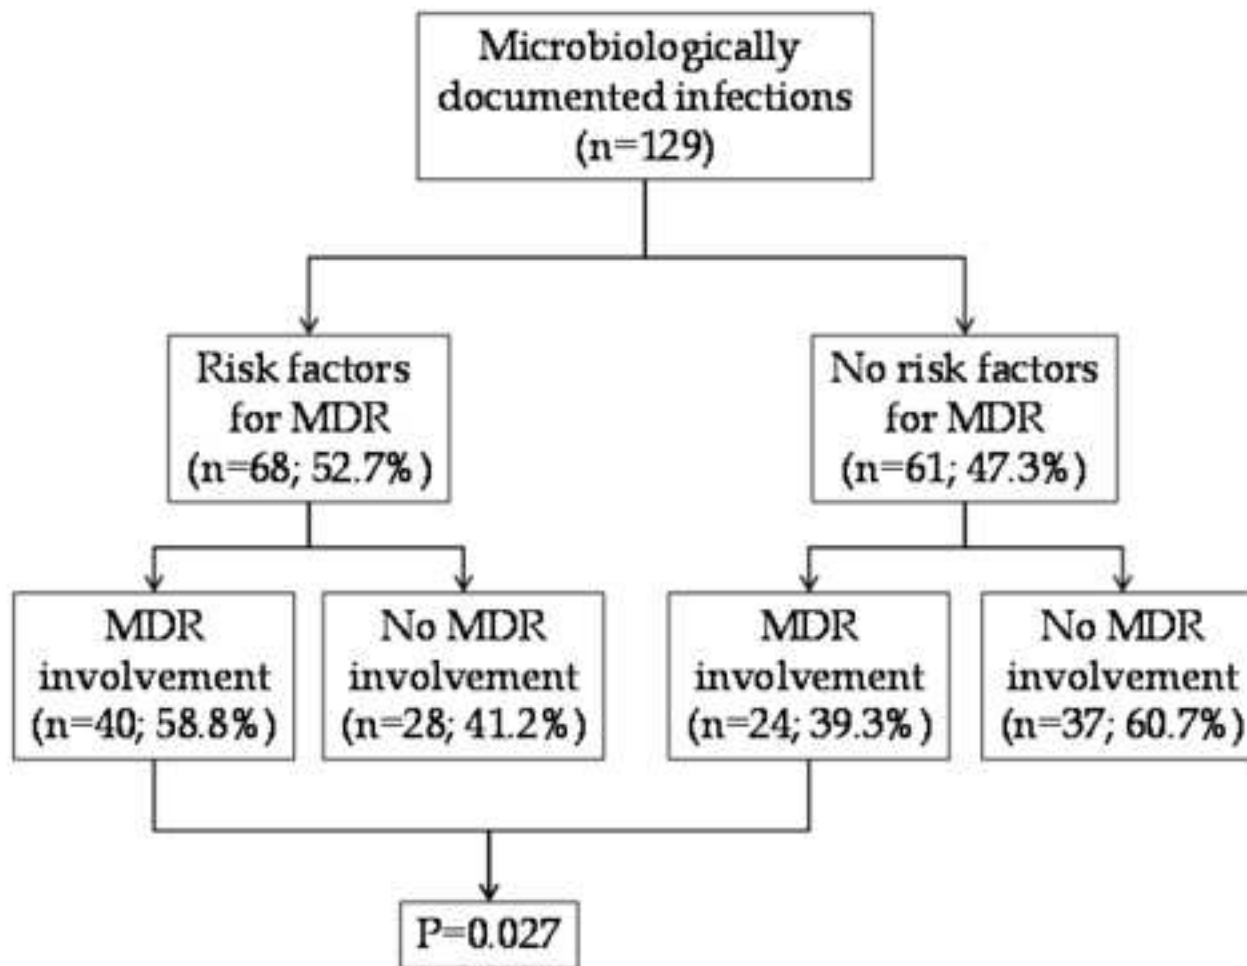 Microbiologically
documented infections
(n=129)
Risk factors
for MDR
(n=68; 52.7%)
No risk factors
for MDR
(n=61; 47.3%)
MDR
involvement
(n=40; 58.8%)
No MDR
involvement
(n=28; 41.2%)
MDR
involvement
(n=24; 39.3%)
No MDR
involvement
(n=37; 60.7%)
P=0.027